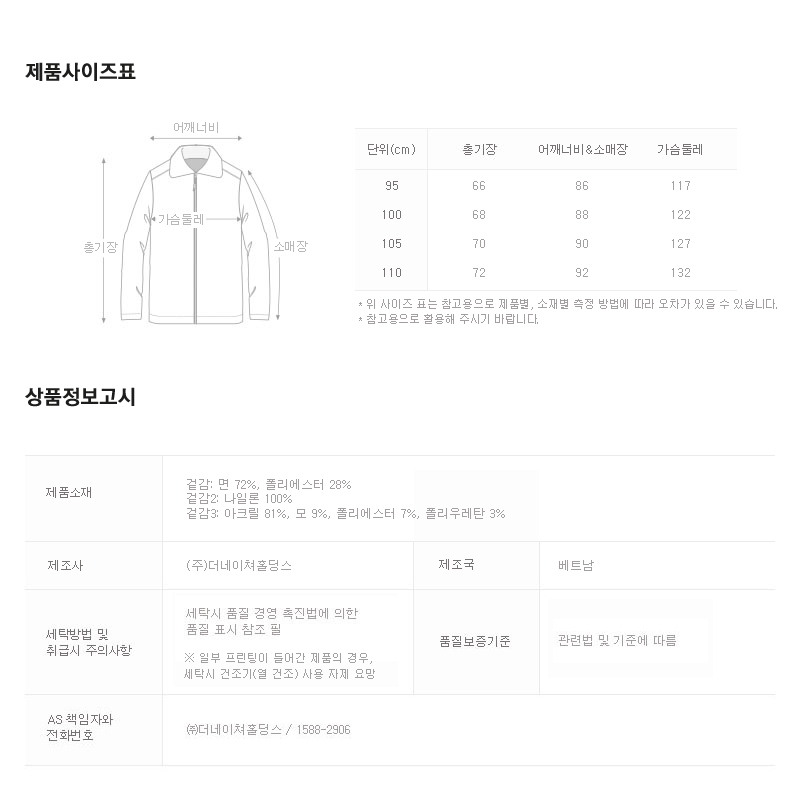 제품사이즈표
어깨너비
가슴둘레
총기장
소매장
단위(cm) 총기장 어깨너비&소매장 가슴둘레
95 66 86 117
100 68 88 122
105 70 90 127
110 72 92 132
* 위 사이즈 표는 참고용으로 제품별, 소재별 측정 방법에 따라 오차가 있을 수 있습니다.
* 참고용으로 활용해 주시기 바랍니다.
상품정보고시
제품소재
겉감: 면 72%, 폴리에스터 28%
겉감2: 나일론 100%
겉감3: 아크릴 81%, 모 9%, 폴리에스터 7%, 폴리우레탄 3%
제조사 (주)더네이쳐홀딩스 제조국 베트남
세탁방법 및
취급시 주의사항
세탁시 품질 경영 촉진법에 의한
품질 표시 참조 필
※ 일부 프린팅이 들어간 제품의 경우,
세탁시 건조기(열 건조) 사용 자제 요망
품질보증기준 관련법 및 기준에 따름
AS 책임자와
전화번호
㈜더네이쳐홀딩스 / 1588-2906